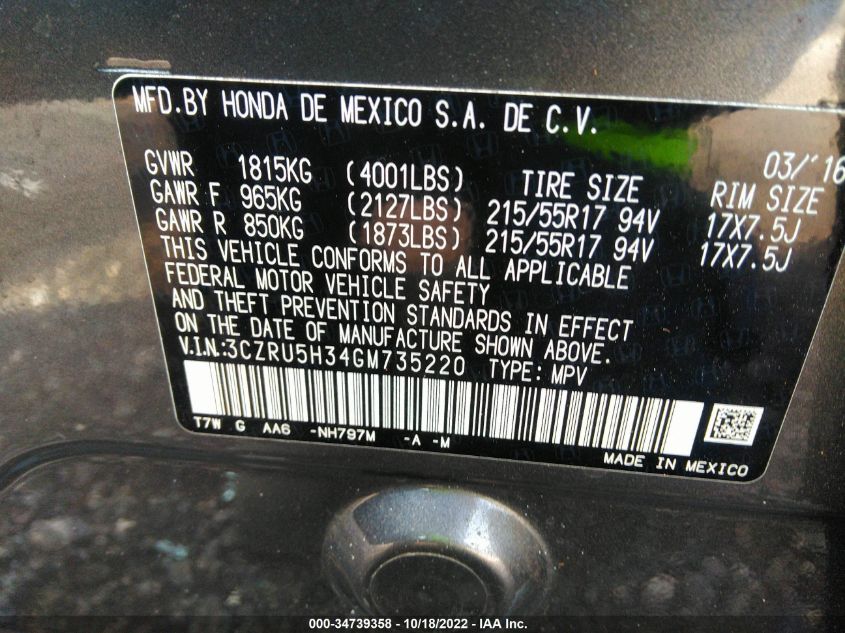 MFD.BY HONDA DE MEXICO S.A. DE C.V.
03/'16
GVWR 1815KG (4001LBS) TIRE SIZE RIM SIZE
GAWR F 965KG (2127LBS) 215/55R17 94V 17X7.5J
GAWR R 850KG (1873LBS) 215/55R17 94V 17X7.5J
THIS VEHICLE CONFORMS TO ALL APPLICABLE
FEDERAL MOTOR VEHICLE SAFETY
AND THEFT PREVENTION STANDARDS IN EFFECT
ON THE DATE OF MANUFACTURE SHOWN ABOVE.
V.I.N.:3CZRU5H34GM735220 TYPE: MPV
T7W G AA6 -NH797M -A -M
MADE IN MEXICO
000-34739358 - 10/18/2022 - IAA Inc.